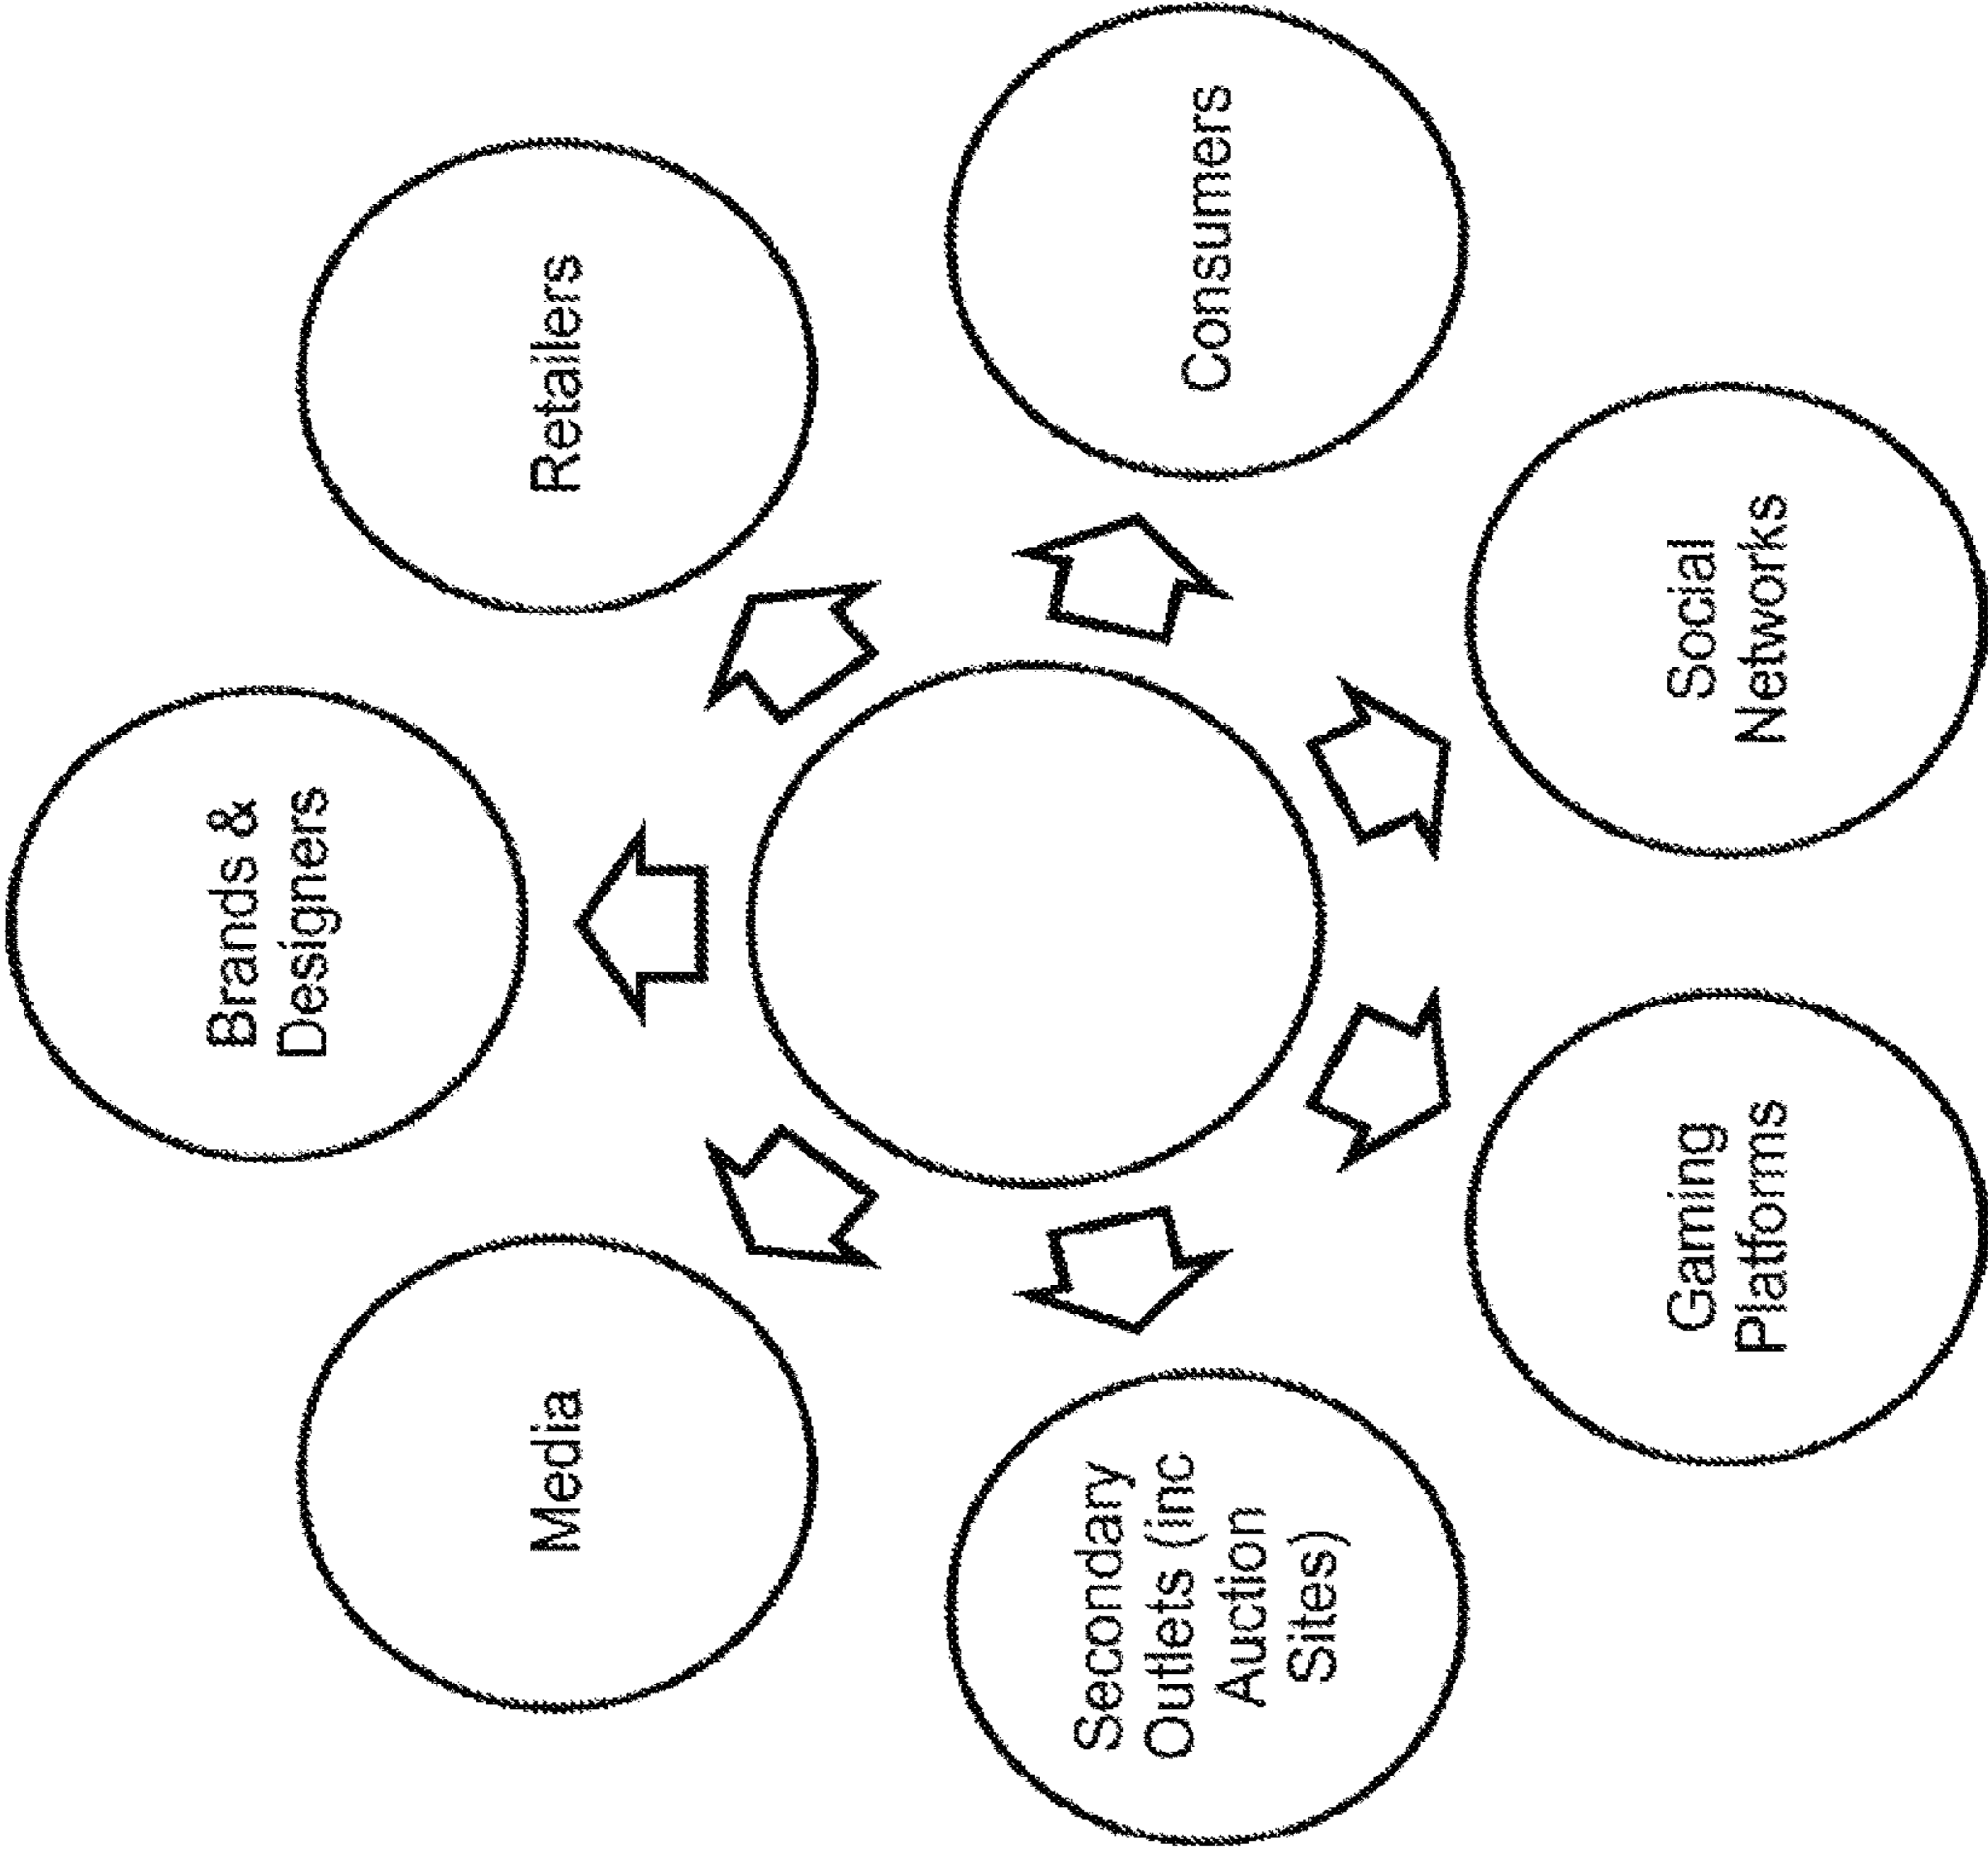 Brands &
Designers
Retailers
Consumers
Social
Networks
Gaming
Platforms
Secondary
Outlets (inc
Auction
Sites)
Media